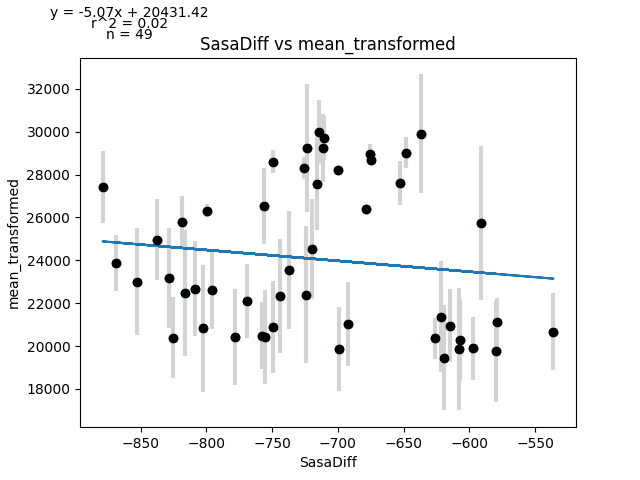 y = -5.07x + 20431.42
r^2 = 0.02
n = 49
SasaDiff vs mean_transformed
mean_transformed
32000
30000
28000
26000
24000
22000
20000
18000
−850
−800
−750
−700
−650
−600
−550
SasaDiff